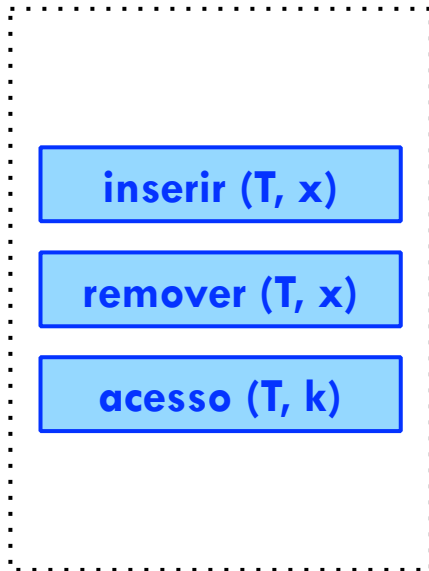 inserir (T, x)
remover (T, x)
acesso (T, k)